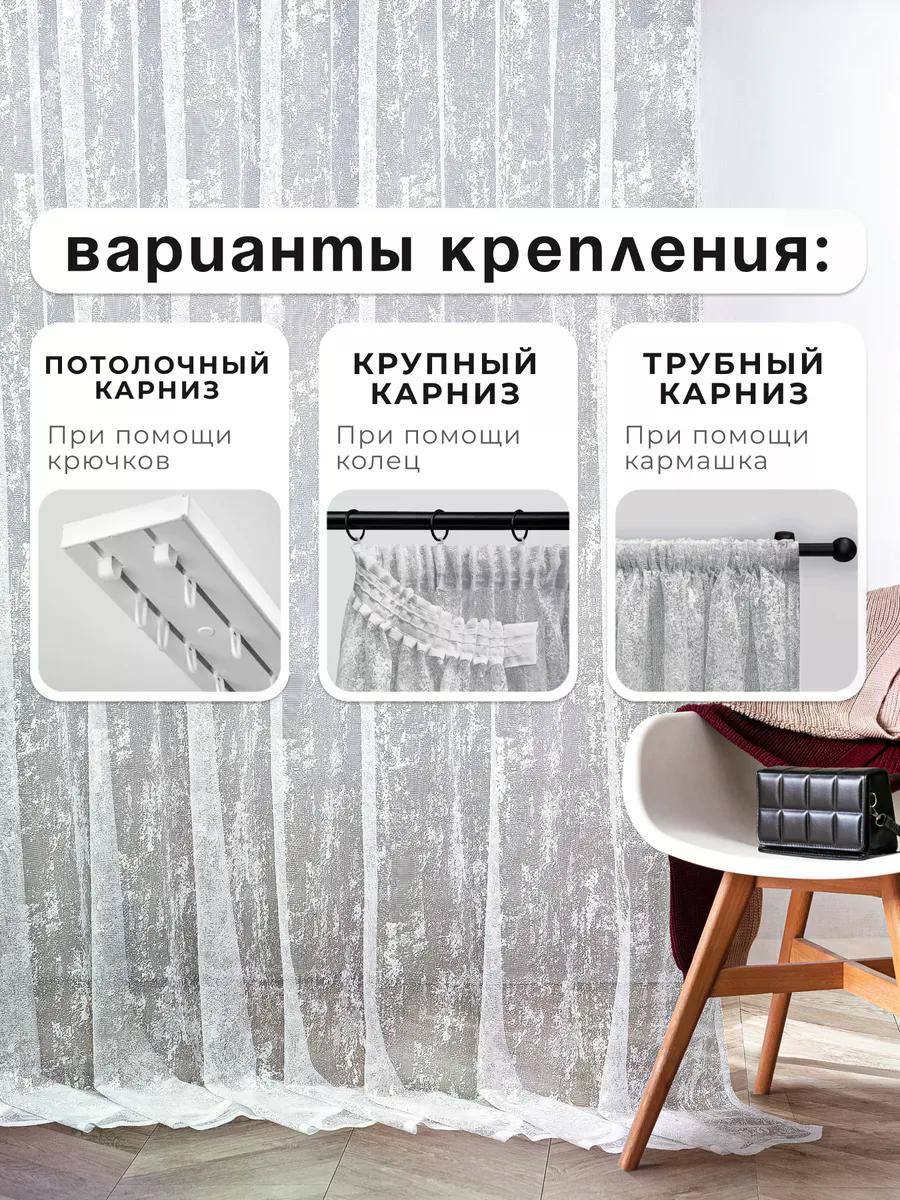 варианты крепления:
ПОТОЛОЧНЫЙ
КАРНИЗ
При помощи
крючков
КРУПНЫЙ
КАРНИЗ
При помощи
колец
ТРУБНЫЙ
КАРНИЗ
При помощи
кармашка